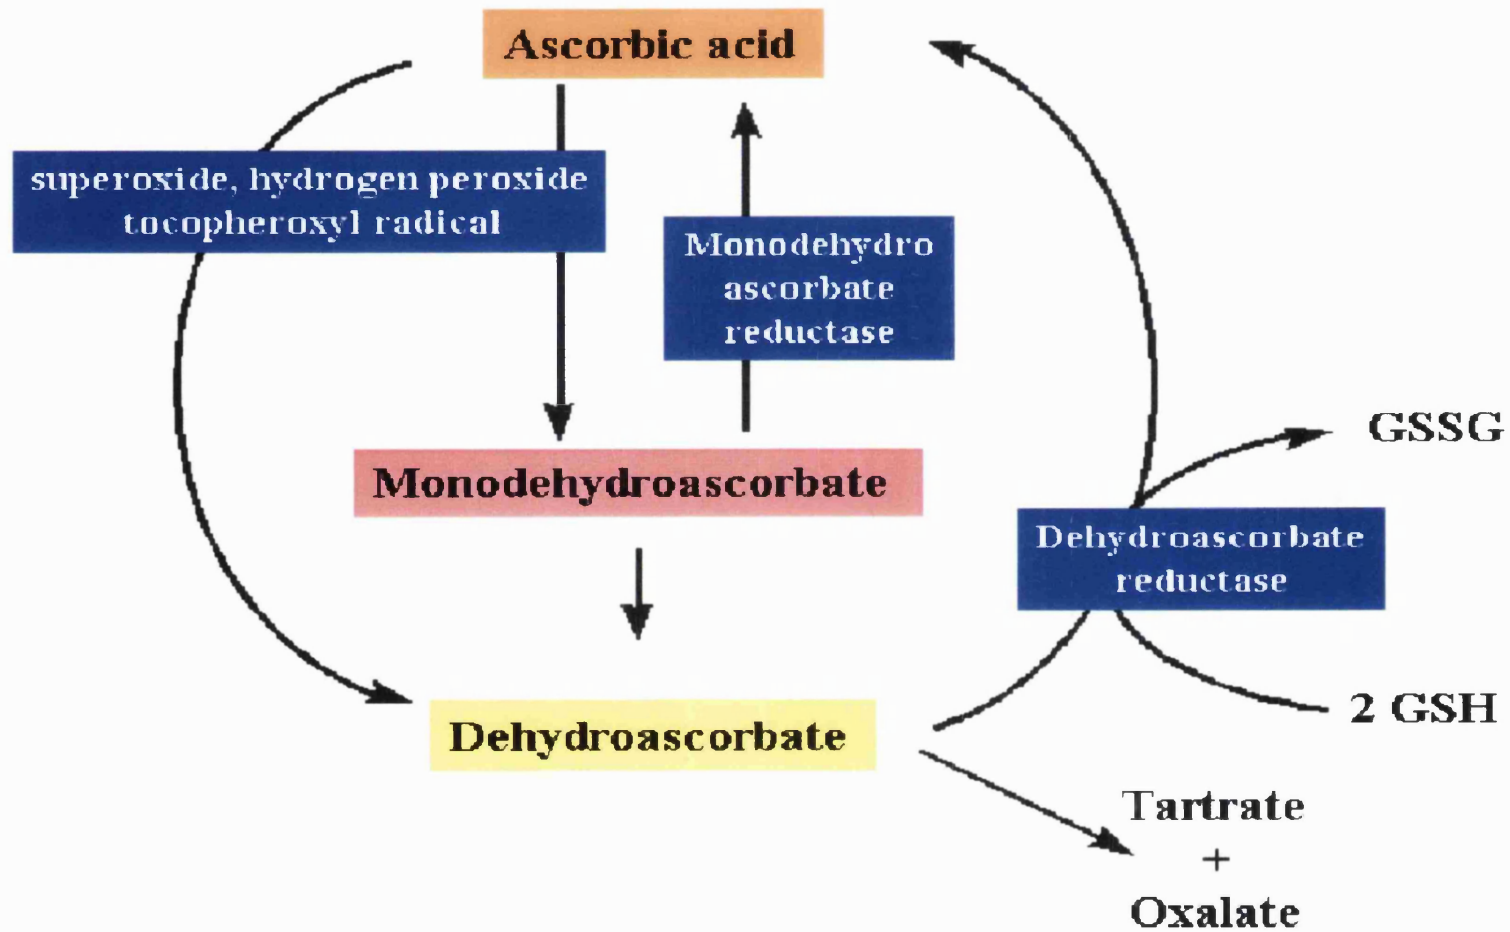 Ascorbic acid
superoxide, hydrogen peroxide
tocopheroxyl radical
Monodehydro
ascorbate
reductase
GSSG
Monodehydroascorbate
Dehydroascorbate
reductase
2 GSH
Dehydroascorbate
Tartrate
+
Oxalate